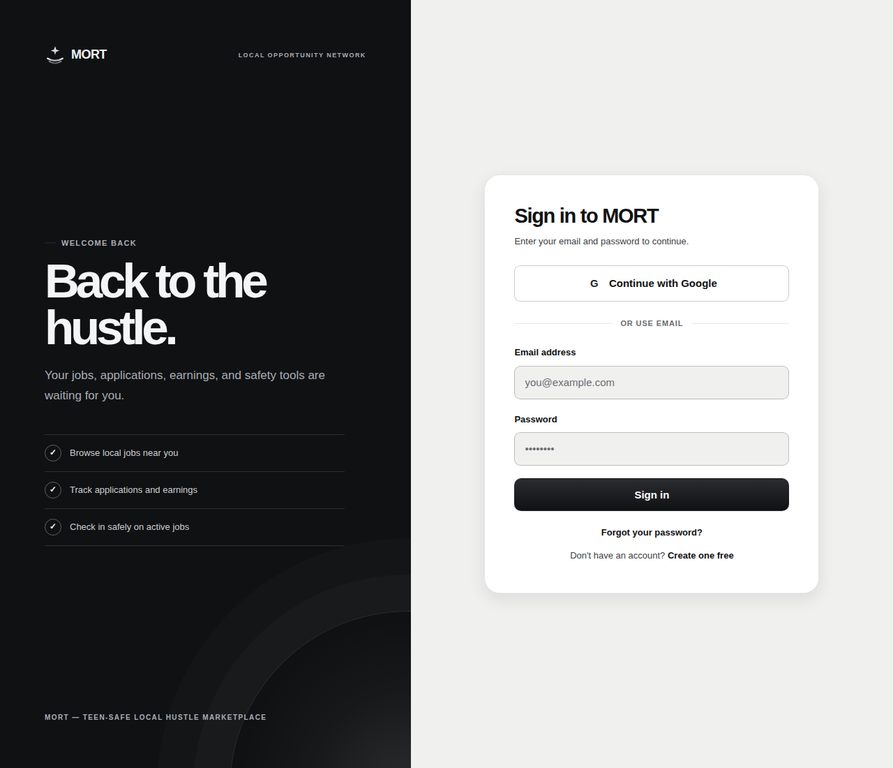 MORT
LOCAL OPPORTUNITY NETWORK
WELCOME BACK
Back to the
hustle.
Your jobs, applications, earnings, and safety tools are
waiting for you.
✓ Browse local jobs near you
✓ Track applications and earnings
✓ Check in safely on active jobs
MORT — TEEN-SAFE LOCAL HUSTLE MARKETPLACE
Sign in to MORT
Enter your email and password to continue.
G Continue with Google
OR USE EMAIL
Email address
you@example.com
Password
••••••••
Sign in
Forgot your password?
Don't have an account? Create one free